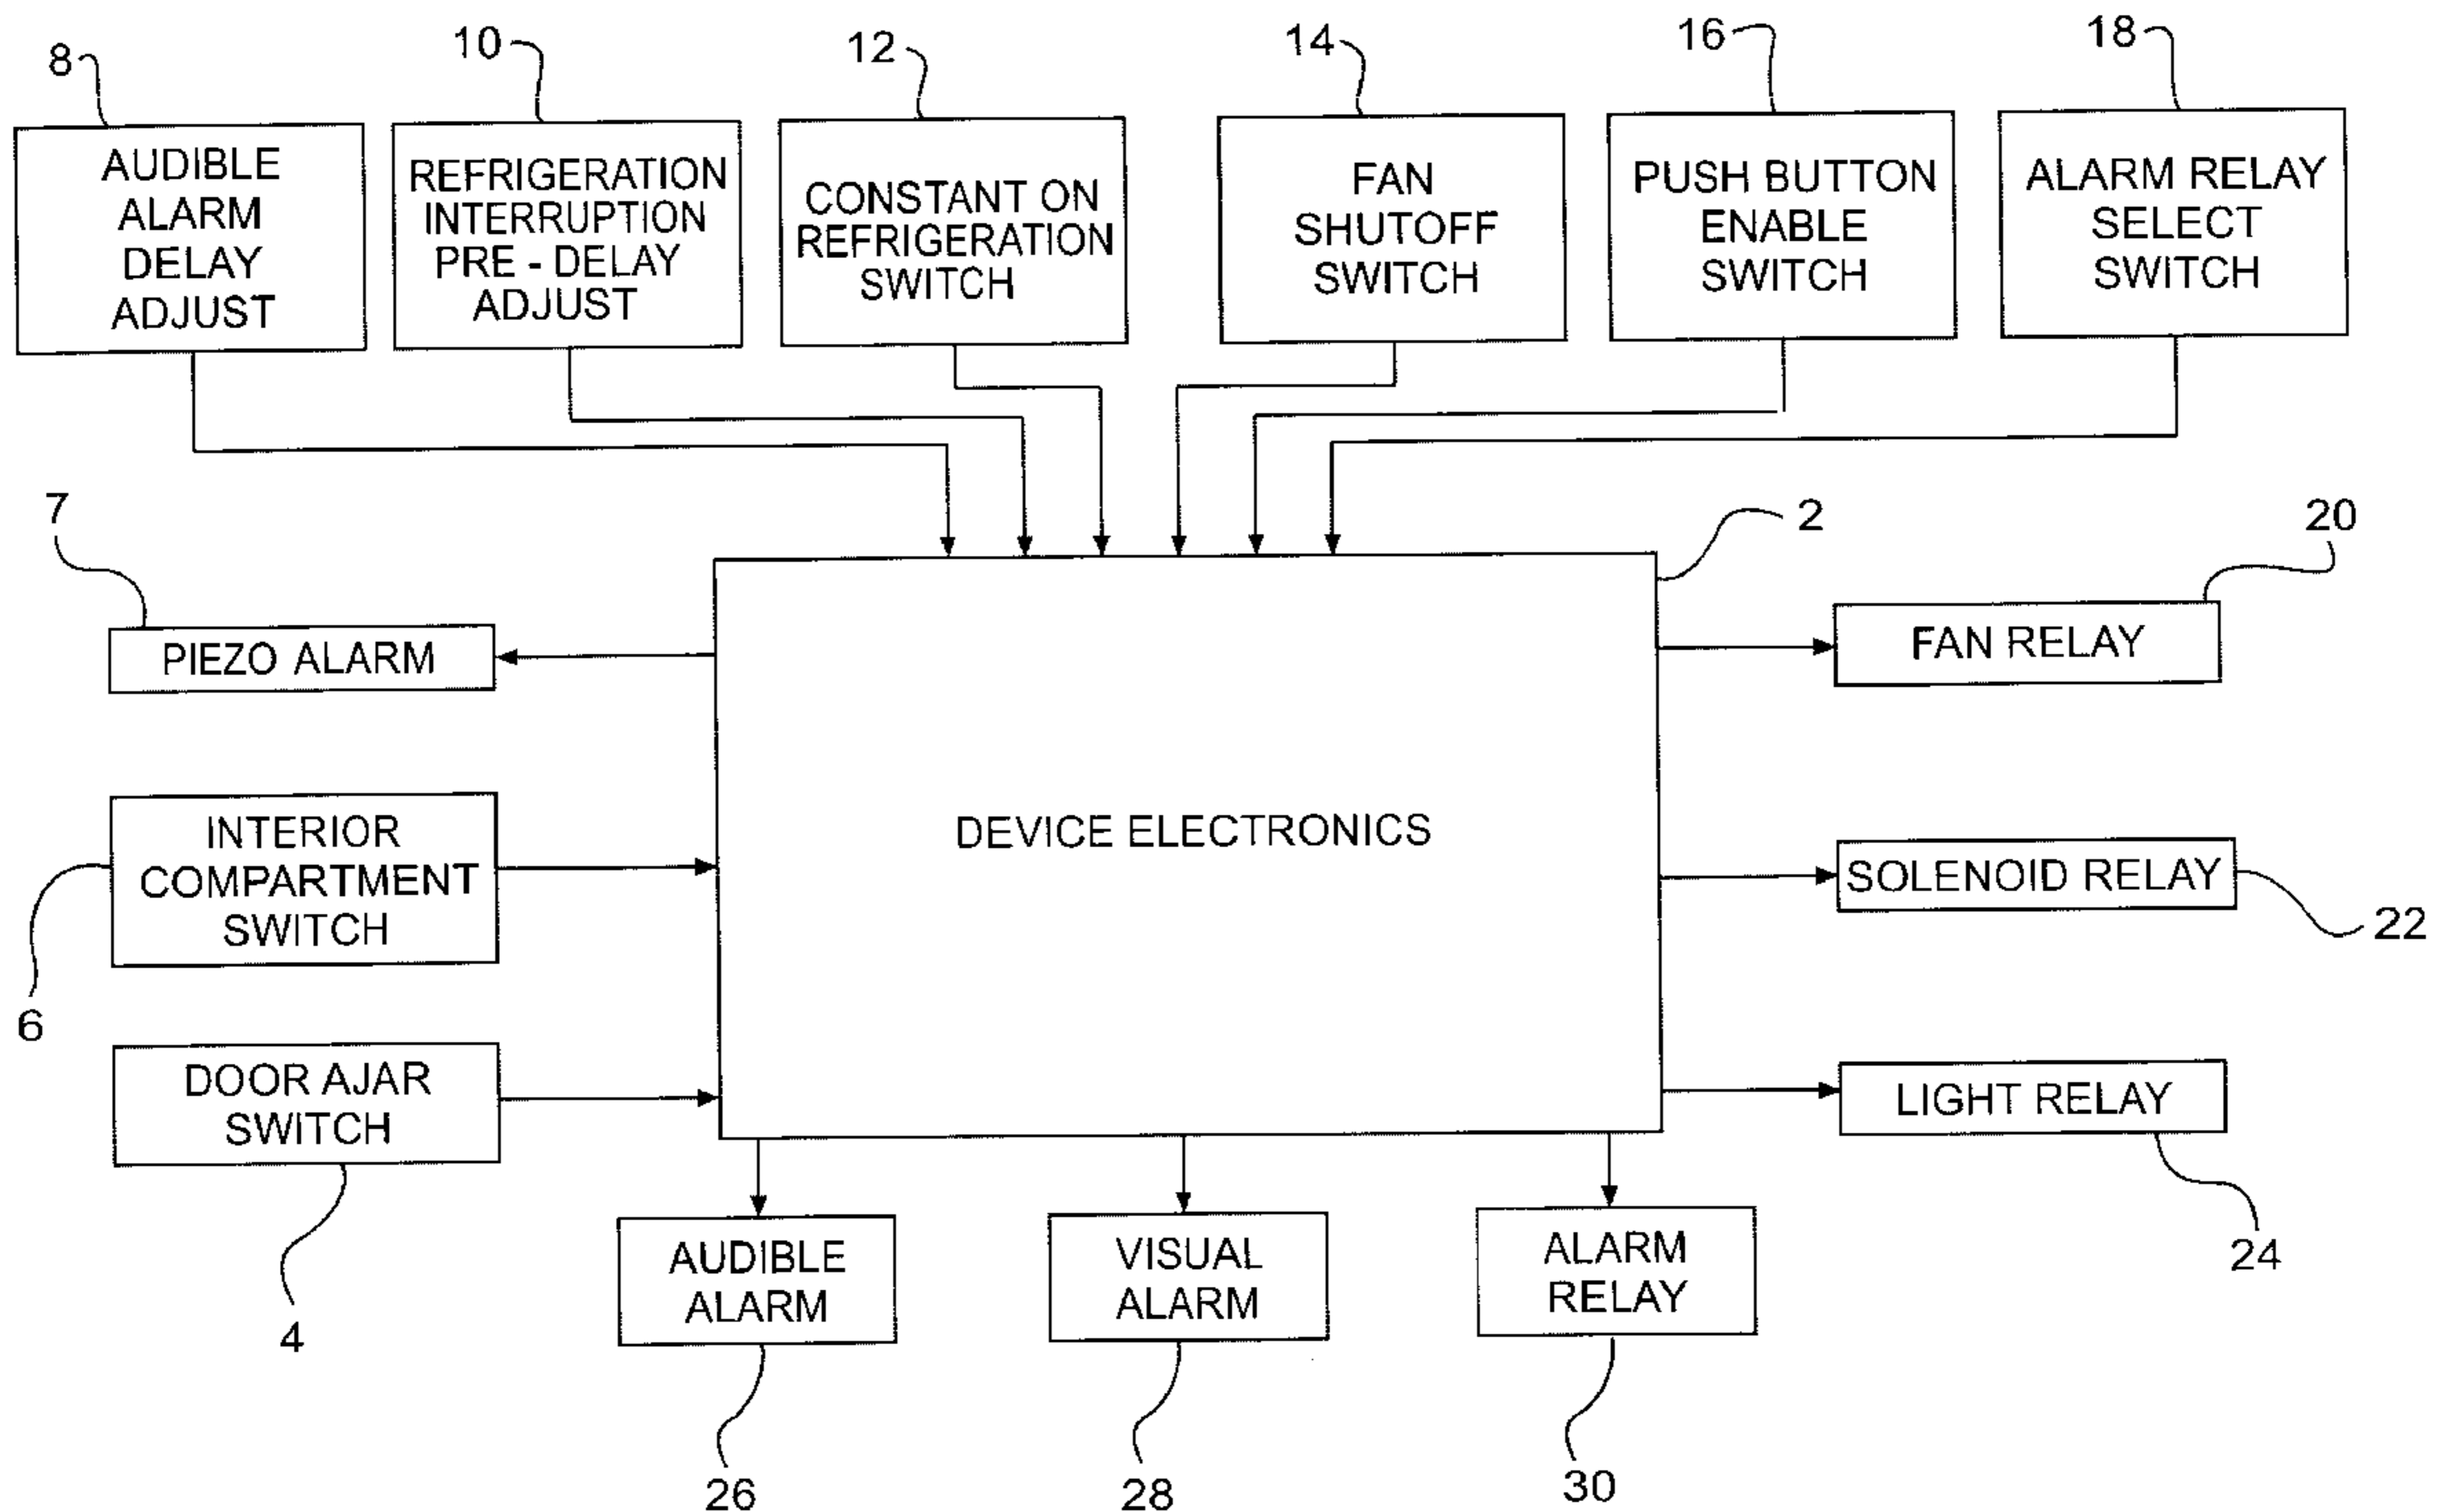 8
10
12
14
16
18
AUDIBLE
ALARM
DELAY
ADJUST
REFRIGERATION
INTERRUPTION
PRE - DELAY
ADJUST
CONSTANT ON
REFRIGERATION
SWITCH
FAN
SHUTOFF
SWITCH
PUSH BUTTON
ENABLE
SWITCH
ALARM RELAY
SELECT
SWITCH
7
2
20
PIEZO ALARM
FAN RELAY
INTERIOR
COMPARTMENT
SWITCH
DEVICE ELECTRONICS
SOLENOID RELAY
22
6
DOOR AJAR
SWITCH
LIGHT RELAY
4
24
AUDIBLE
ALARM
VISUAL
ALARM
ALARM
RELAY
26
28
30